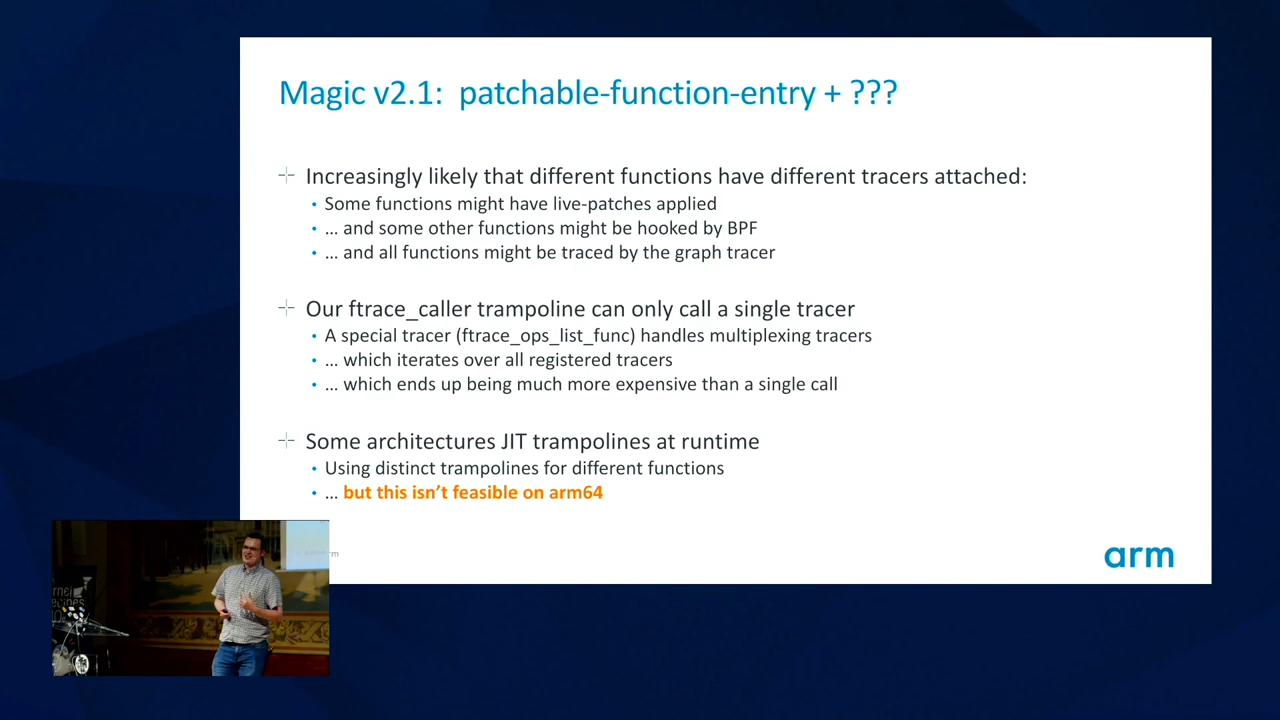 Magic v2.1: patchable-function-entry + ???
Increasingly likely that different functions have different tracers attached:
• Some functions might have live-patches applied
• … and some other functions might be hooked by BPF
• … and all functions might be traced by the graph tracer
Our ftrace_caller trampoline can only call a single tracer
• A special tracer (ftrace_ops_list_func) handles multiplexing tracers
• … which iterates over all registered tracers
• … which ends up being much more expensive than a single call
Some architectures JIT trampolines at runtime
• Using distinct trampolines for different functions
• … but this isn’t feasible on arm64
arm